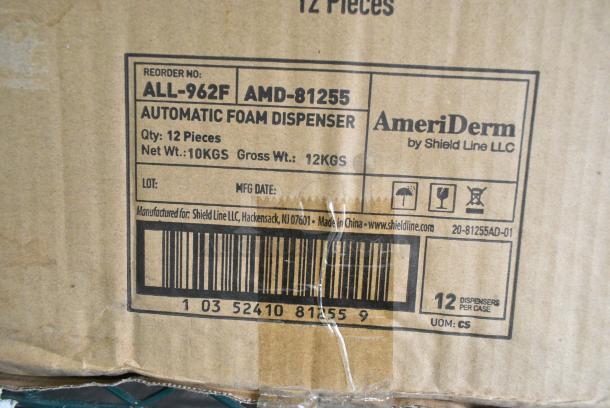 12 Pieces
REORDER NO:
ALL-962F AMD-81255
AUTOMATIC FOAM DISPENSER
Qty: 12 Pieces
Net Wt.:10KGS Gross Wt.: 12KGS
AmeriDerm
by Shield Line LLC
LOT: MFG DATE:
Manufactured for: Shield Line LLC, Hackensack, NJ 07601 • Made in China • www.shieldline.com 20-81255AD-01
1 03 52410 81255 9
12 DISPENSERS
PER CASE
UOM: CS